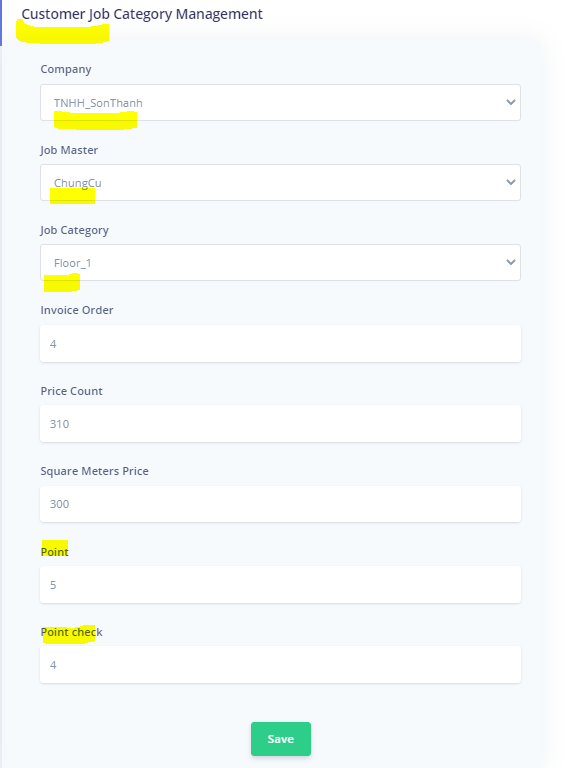 Customer Job Category Management
Company
TNHH_SonThanh
Job Master
ChungCu
Job Category
Floor_1
Invoice Order
4
Price Count
310
Square Meters Price
300
Point
5
Point check
4
Save